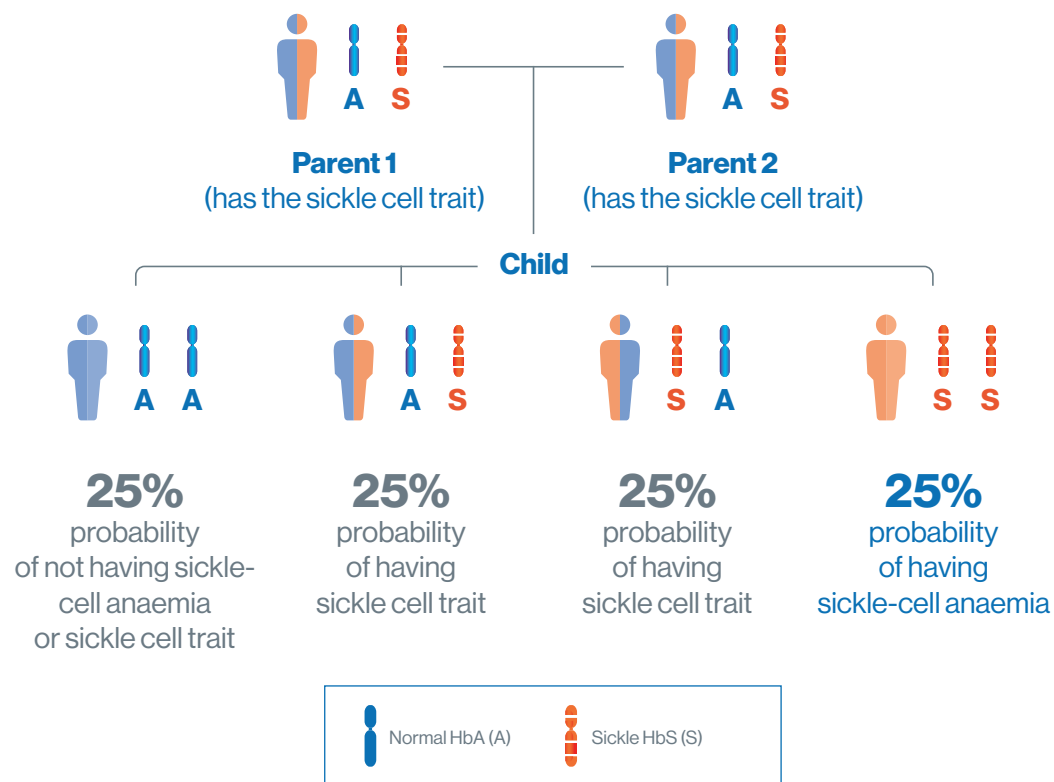 A S A S
Parent 1 Parent 2
(has the sickle cell trait) (has the sickle cell trait)
Child
A A A S S A S S
25%
probability
of not having sickle-
cell anaemia
or sickle cell trait
25%
probability
of having
sickle cell trait
25%
probability
of having
sickle cell trait
25%
probability
of having
sickle-cell anaemia
Normal HbA (A) Sickle HbS (S)